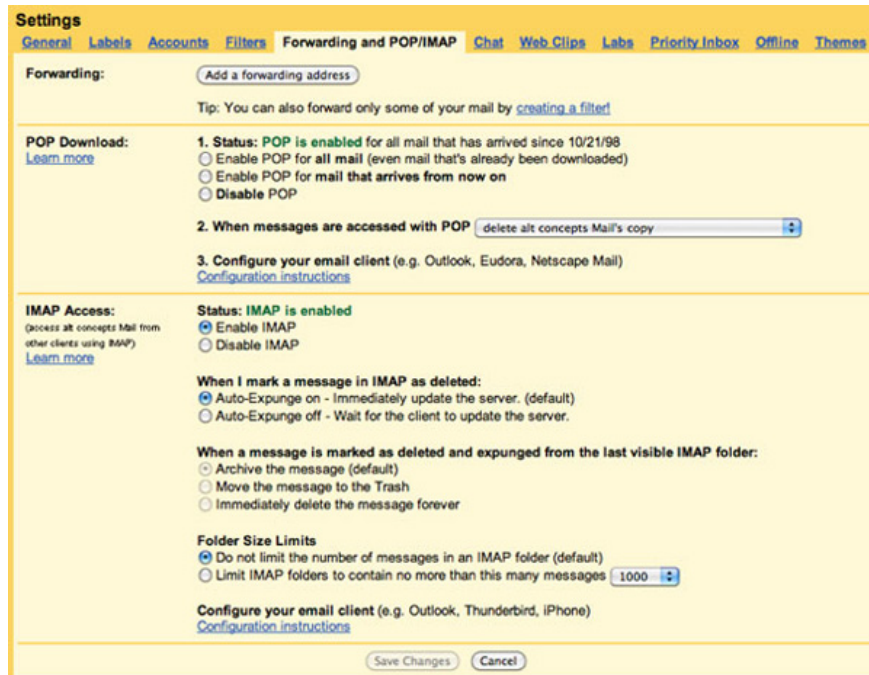 Settings
General Labels Accounts Filters Forwarding and POP/IMAP Chat Web Clips Labs Priority Inbox Offline Themes
Forwarding: Add a forwarding address
Tip: You can also forward only some of your mail by creating a filter!
POP Download: 1. Status: POP is enabled for all mail that has arrived since 10/21/98
Learn more Enable POP for all mail (even mail that's already been downloaded)
Enable POP for mail that arrives from now on
Disable POP
2. When messages are accessed with POP delete alt concepts Mail's copy
3. Configure your email client (e.g. Outlook, Eudora, Netscape Mail)
Configuration instructions
IMAP Access: Status: IMAP is enabled
(access alt concepts Mail from Enable IMAP
other clients using IMAP) Disable IMAP
Learn more
When I mark a message in IMAP as deleted:
Auto-Expunge on - Immediately update the server. (default)
Auto-Expunge off - Wait for the client to update the server.
When a message is marked as deleted and expunged from the last visible IMAP folder:
Archive the message (default)
Move the message to the Trash
Immediately delete the message forever
Folder Size Limits
Do not limit the number of messages in an IMAP folder (default)
Limit IMAP folders to contain no more than this many messages 1000
Configure your email client (e.g. Outlook, Thunderbird, iPhone)
Configuration instructions
Save Changes Cancel